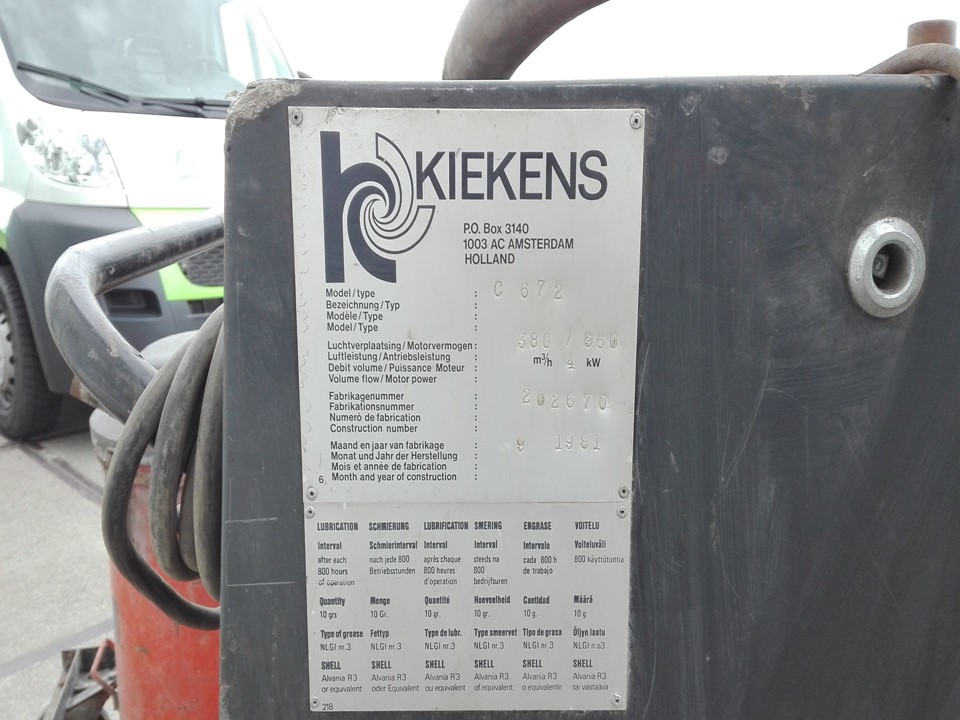 KIEKENS
P.O. Box 3140
1003 AC AMSTERDAM
HOLLAND
Model/type : C 672
Bezeichnung/Typ :
Modèle/Type :
Model/Type :
Luchtverplaatsing/Motorvermogen: 380 / 360
Luftleistung/Antriebsleistung : m³/h 4 kW
Debit volume/Puissance Moteur :
Volume flow/Motor power :
Fabrikagenummer : 202670
Fabrikationsnummer :
Numero de fabrication :
Construction number :
Maand en jaar van fabrikage : 9 1981
Monat und Jahr der Herstellung :
Mois et année de fabrication :
6 Month and year of construction :
LUBRICATION SCHMIERUNG LUBRIFICATION SMERING ENGRASE VOITELU
Interval Schmierinterval Interval Interval Intervalo Voiteluväli
after each nach jede 800 après chaque steeds na cada 800 h 800 käyttötuntia
800 hours Betriebsstunden 800 heures 800 de trabajo
of operation d'operation bedrijfsuren
Quantity Menge Quantité Hoeveelheid Cantidad Määrä
10 grs 10 Gr. 10 gr. 10 gr. 10 g. 10 g
Type of grease Fettyp Type de lubr. Type smeervet Tipo de grasa Öljyn laatu
NLGI nr.3 NLGI nr.3 NLGI nr.3 NLGI nr.3 NLGI nr.3 NLGI n:o3
SHELL SHELL SHELL SHELL SHELL SHELL
Alvania R3 Alvania R3 Alvania R3 Alvania R3 Alvania R3 Alvania R3
or equivalent oder Equivalent ou equivalent of equivalent o equivalente tai vastaava
218